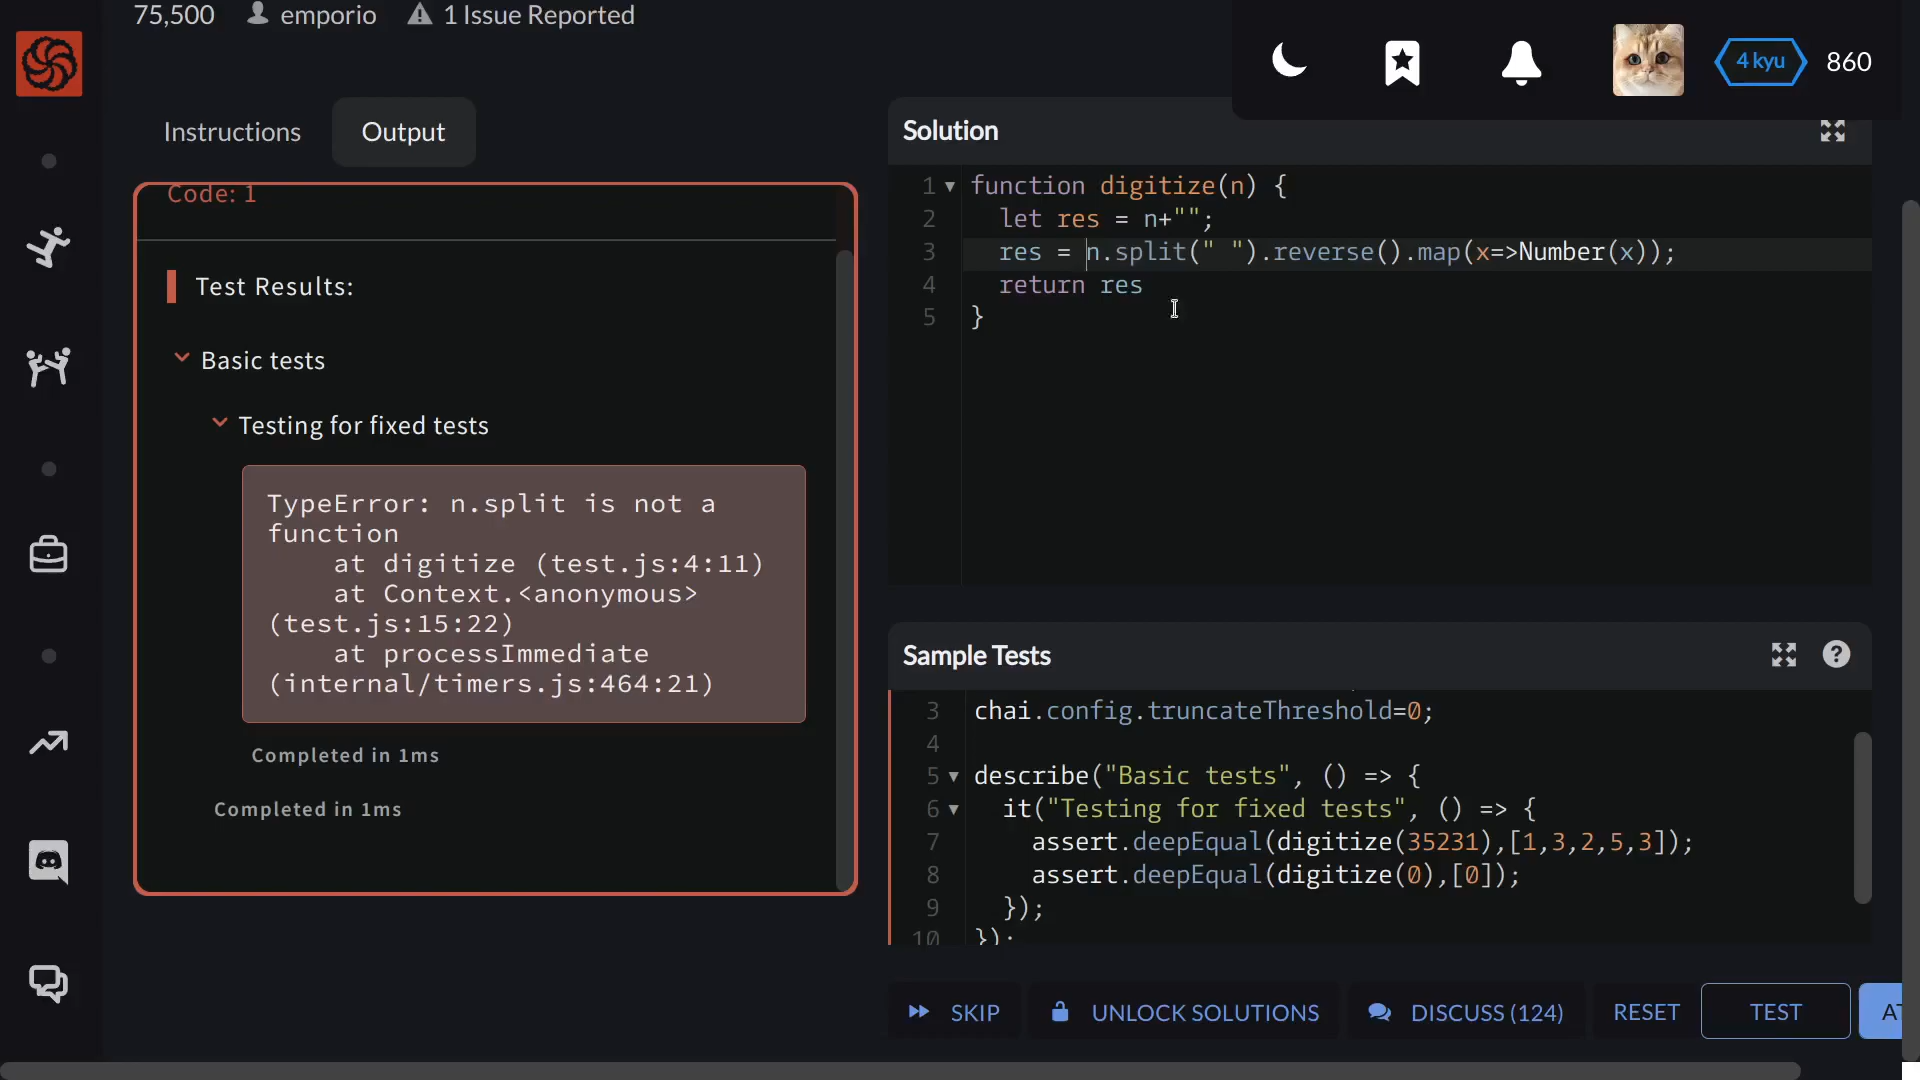 75,500 emporio 1 Issue Reported
4 kyu 860
Instructions Output
Code: 1
Test Results:
Basic tests
Testing for fixed tests
TypeError: n.split is not a
function
at digitize (test.js:4:11)
at Context.<anonymous>
(test.js:15:22)
at processImmediate
(internal/timers.js:464:21)
Completed in 1ms
Completed in 1ms
Solution
1 function digitize(n) {
2 let res = n+"";
3 res = n.split(" ").reverse().map(x=>Number(x));
4 return res
5 }
Sample Tests
3 chai.config.truncateThreshold=0;
4
5 describe("Basic tests", () => {
6 it("Testing for fixed tests", () => {
7 assert.deepEqual(digitize(35231),[1,3,2,5,3]);
8 assert.deepEqual(digitize(0),[0]);
9 });
10 });
SKIP UNLOCK SOLUTIONS DISCUSS (124) RESET TEST AT